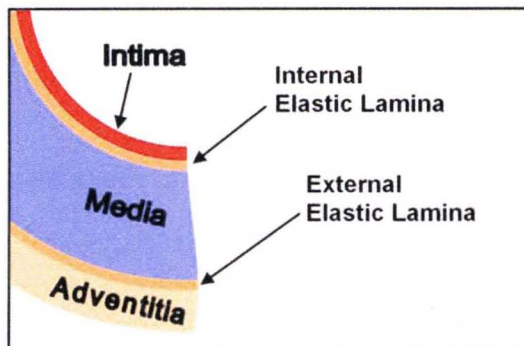 Intima
Internal
Elastic Lamina
Media
External
Elastic Lamina
Adventitia